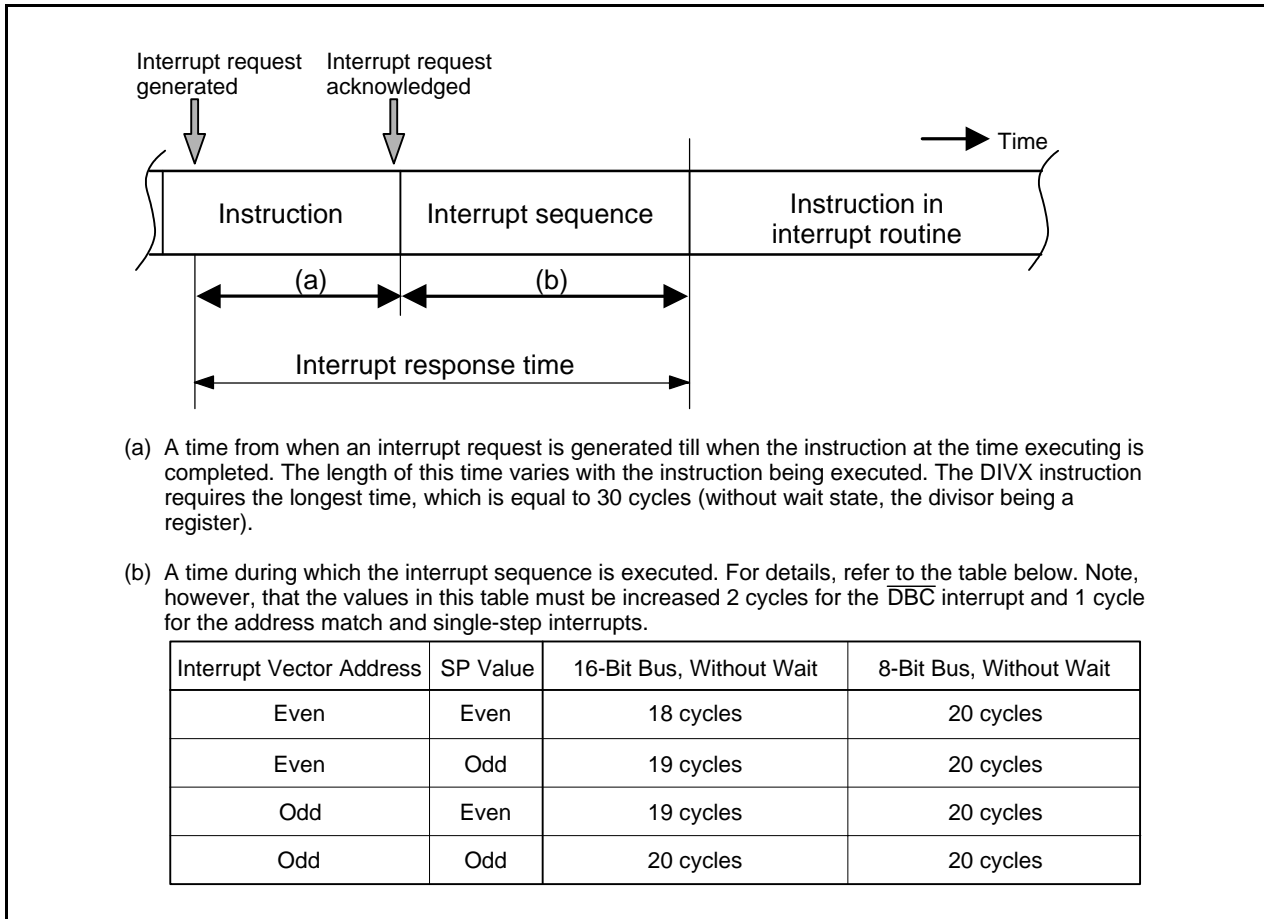 Interrupt request generated
Interrupt request acknowledged
Time
Instruction
Interrupt sequence
Instruction in
interrupt routine
(a)
(b)
Interrupt response time
(a) A time from when an interrupt request is generated till when the instruction at the time executing is
completed. The length of this time varies with the instruction being executed. The DIVX instruction
requires the longest time, which is equal to 30 cycles (without wait state, the divisor being a
register).
(b) A time during which the interrupt sequence is executed. For details, refer to the table below. Note,
however, that the values in this table must be increased 2 cycles for the DBC interrupt and 1 cycle
for the address match and single-step interrupts.
Interrupt Vector Address SP Value 16-Bit Bus, Without Wait 8-Bit Bus, Without Wait
Even Even 18 cycles 20 cycles
Even Odd 19 cycles 20 cycles
Odd Even 19 cycles 20 cycles
Odd Odd 20 cycles 20 cycles